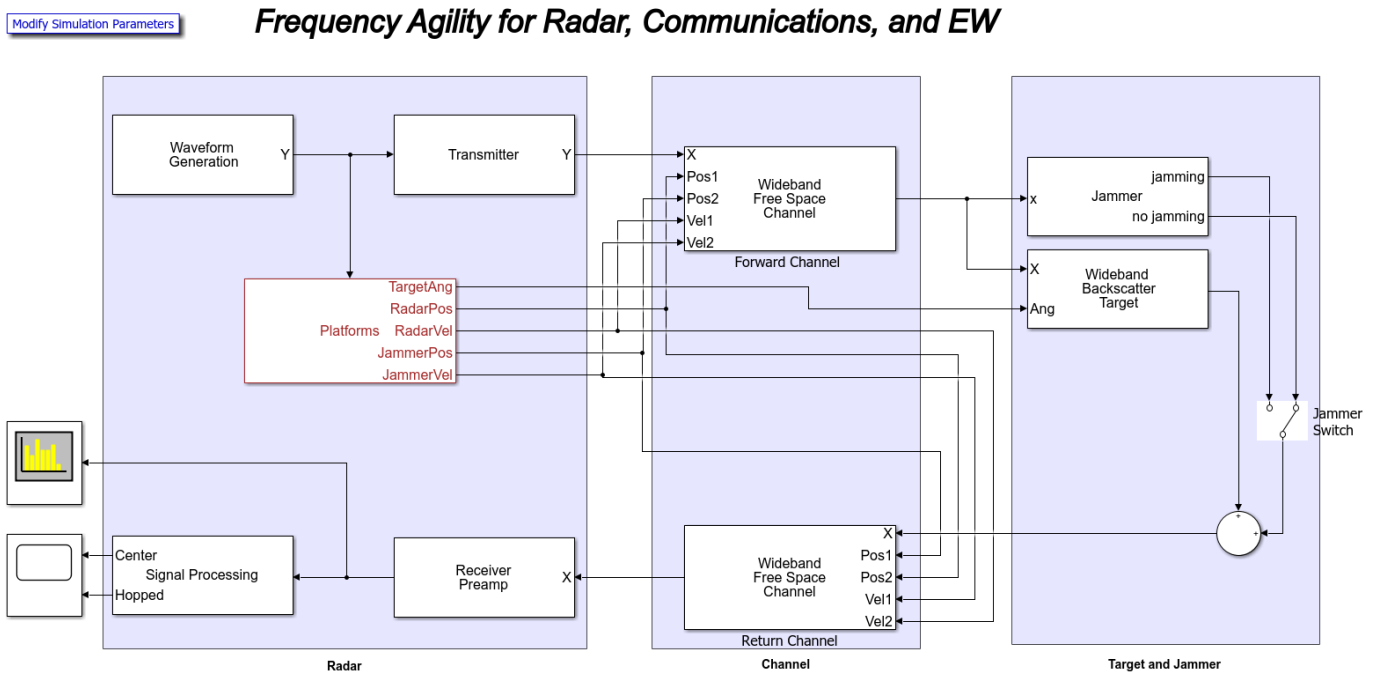 Modify Simulation Parameters
Frequency Agility for Radar, Communications, and EW
Waveform
Generation
Y
Transmitter
Y
X
Pos1
Pos2
Vel1
Vel2
Wideband
Free Space
Channel
Forward Channel
x
Jammer
jamming
no jamming
X
Ang
Wideband
Backscatter
Target
Platforms
TargetAng
RadarPos
RadarVel
JammerPos
JammerVel
Jammer
Switch
+
+
Center
Hopped
Signal Processing
Receiver
Preamp
X
Wideband
Free Space
Channel
X
Pos1
Pos2
Vel1
Vel2
Return Channel
Radar
Channel
Target and Jammer